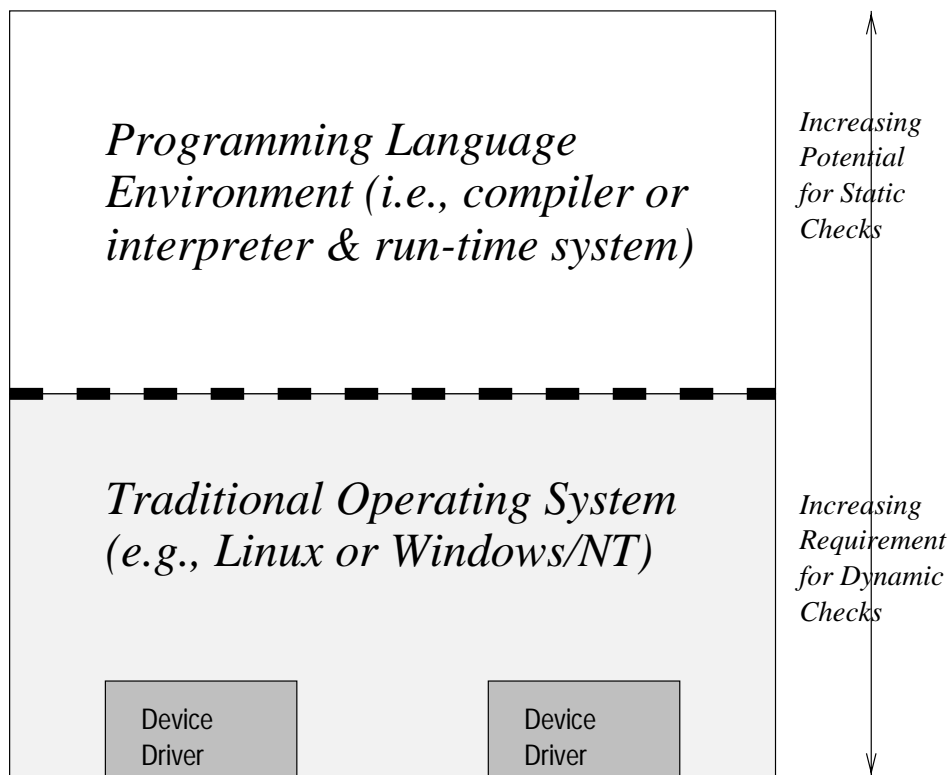 Programming Language
Environment (i.e., compiler or
interpreter & run-time system)
Increasing
Potential
for Static
Checks
Traditional Operating System
(e.g., Linux or Windows/NT)
Increasing
Requirement
for Dynamic
Checks
Device
Driver
Device
Driver